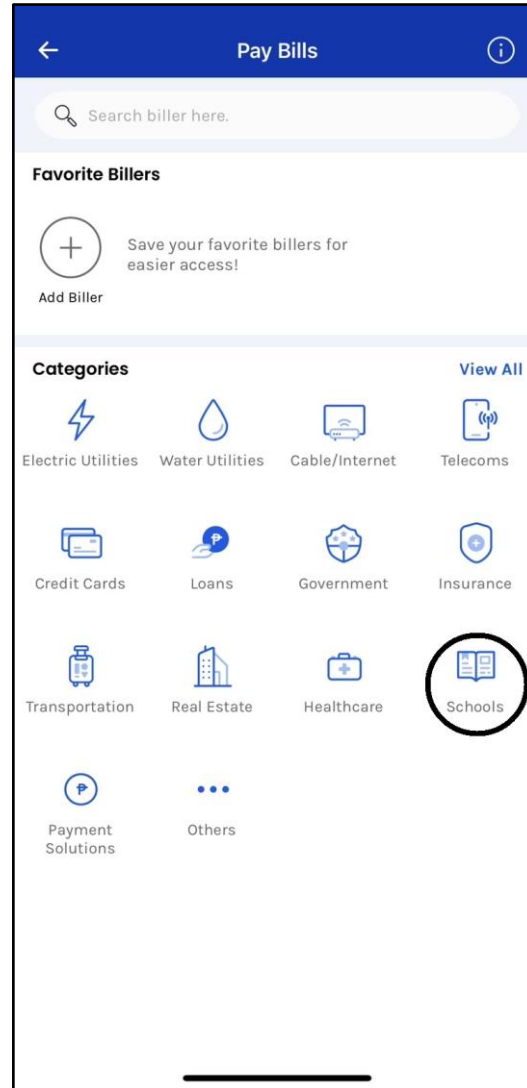 Pay Bills
Search biller here.
Favorite Billers
Save your favorite billers for
easier access!
Add Biller
Categories
View All
Electric Utilities
Water Utilities
Cable/Internet
Telecoms
Credit Cards
Loans
Government
Insurance
Transportation
Real Estate
Healthcare
Schools
Payment
Solutions
Others